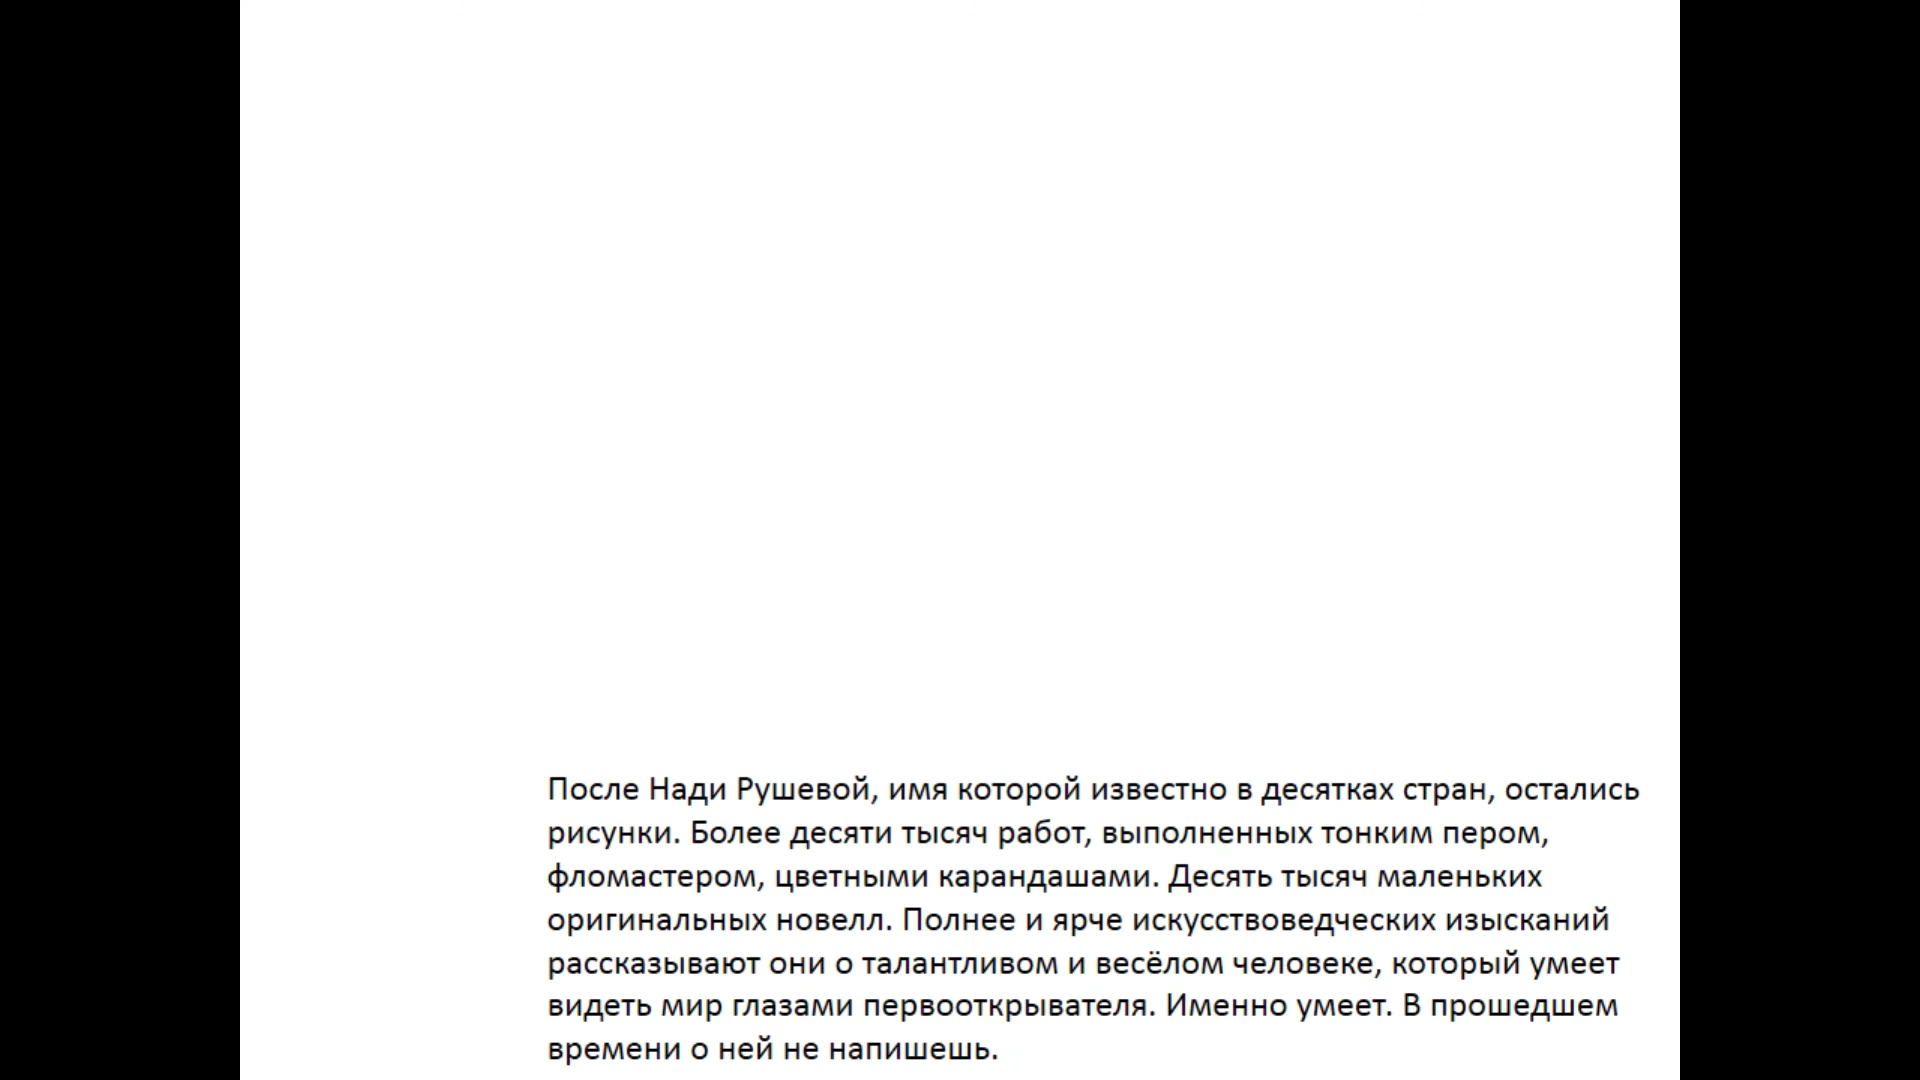 После Нади Рушевой, имя которой известно в десятках стран, остались
рисунки. Более десяти тысяч работ, выполненных тонким пером,
фломастером, цветными карандашами. Десять тысяч маленьких
оригинальных новелл. Полнее и ярче искусствоведческих изысканий
рассказывают они о талантливом и весёлом человеке, который умеет
видеть мир глазами первооткрывателя. Именно умеет. В прошедшем
времени о ней не напишешь.